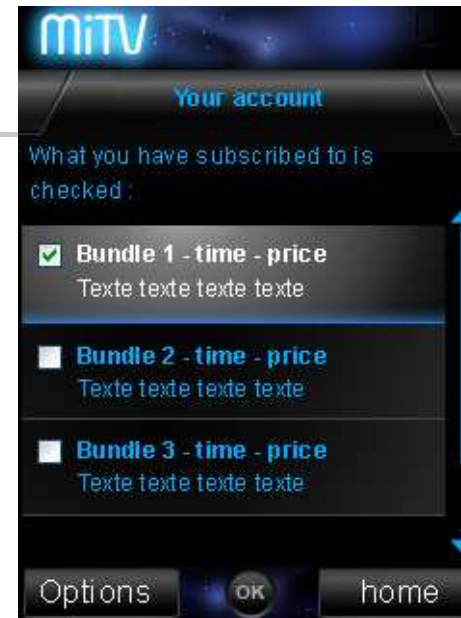 MiTV
Your account
What you have subscribed to is
checked :
Bundle 1 - time - price
Texte texte texte texte
Bundle 2 - time - price
Texte texte texte texte
Bundle 3 - time - price
Texte texte texte texte
Options OK home